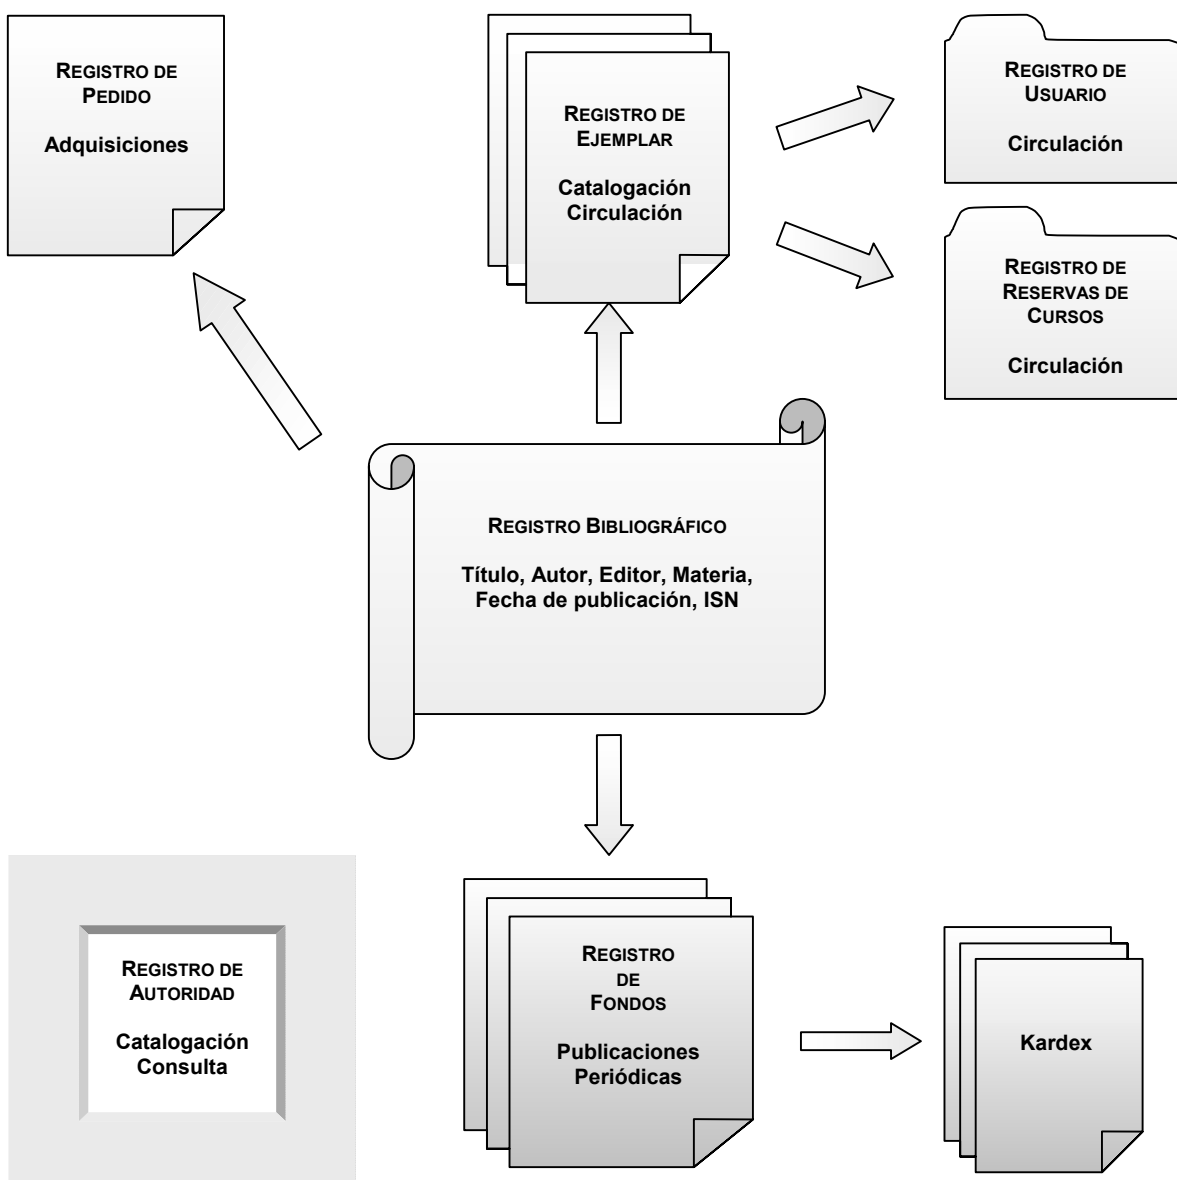 REGISTRO DE
PEDIDO
Adquisiciones
REGISTRO DE
EJEMPLAR
Catalogación
Circulación
REGISTRO DE
USUARIO
Circulación
REGISTRO DE
RESERVAS DE
CURSOS
Circulación
REGISTRO BIBLIOGRÁFICO
Título, Autor, Editor, Materia,
Fecha de publicación, ISN
REGISTRO DE
AUTORIDAD
Catalogación
Consulta
REGISTRO
DE
FONDOS
Publicaciones
Periódicas
Kardex